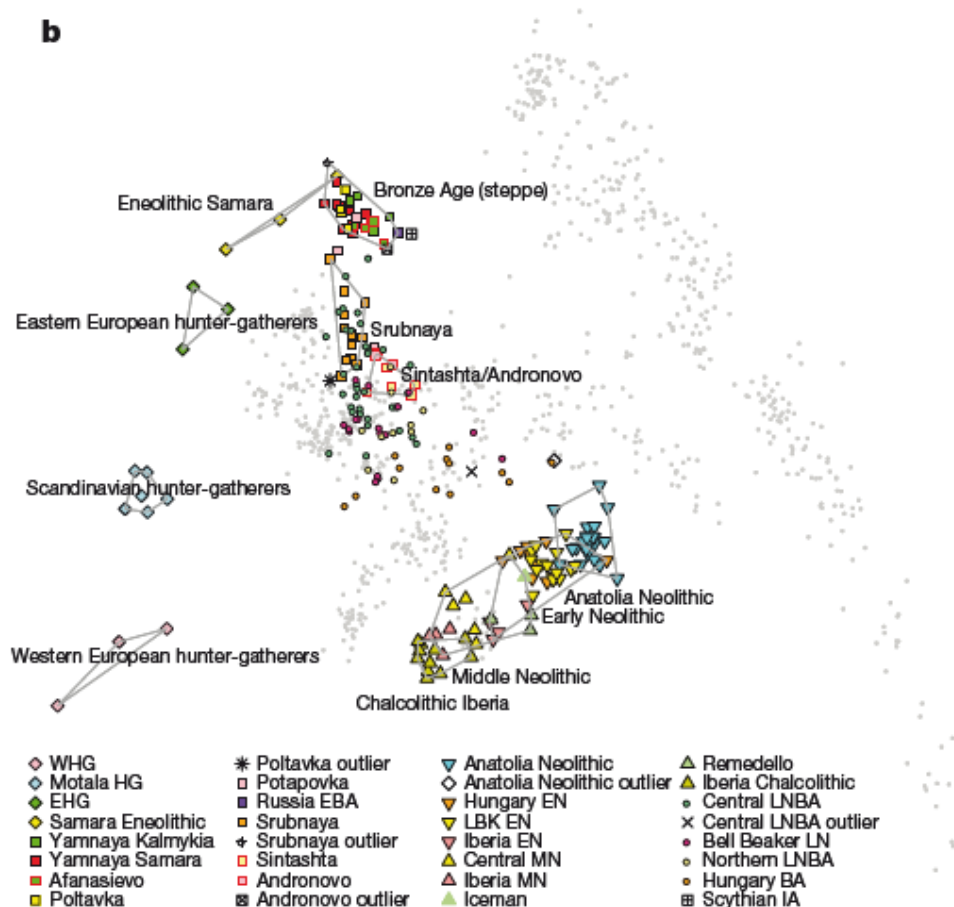 b
Bronze Age (steppe)
Eneolithic Samara
Eastern European hunter-gatherers
Srubnaya
Sintashta/Andronovo
Scandinavian hunter-gatherers
Anatolia Neolithic
Early Neolithic
Western European hunter-gatherers
Middle Neolithic
Chalcolithic Iberia
WHG
Motala HG
EHG
Samara Eneolithic
Yamnaya Kalmykia
Yamnaya Samara
Afanasievo
Poltavka
Poltavka outlier
Potapovka
Russia EBA
Srubnaya
Srubnaya outlier
Sintashta
Andronovo
Andronovo outlier
Anatolia Neolithic
Anatolia Neolithic outlier
Hungary EN
LBK EN
Iberia EN
Central MN
Iberia MN
Iceman
Remedello
Iberia Chalcolithic
Central LNBA
Central LNBA outlier
Bell Beaker LN
Northern LNBA
Hungary BA
Scythian IA